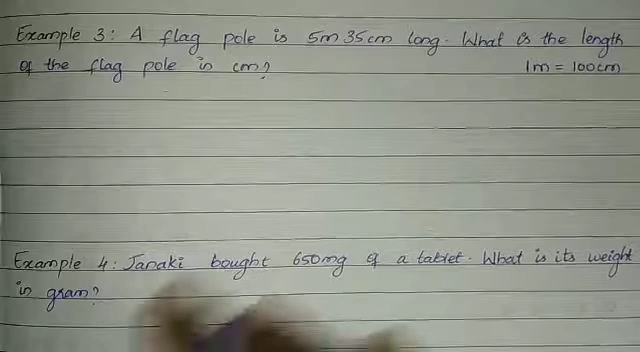 Example 3: A flag pole is 5m 35cm long. What is the length
of the flag pole in cm?
1m = 100cm
Example 4: Janaki bought 650mg of a tablet. What is its weight
in gram?